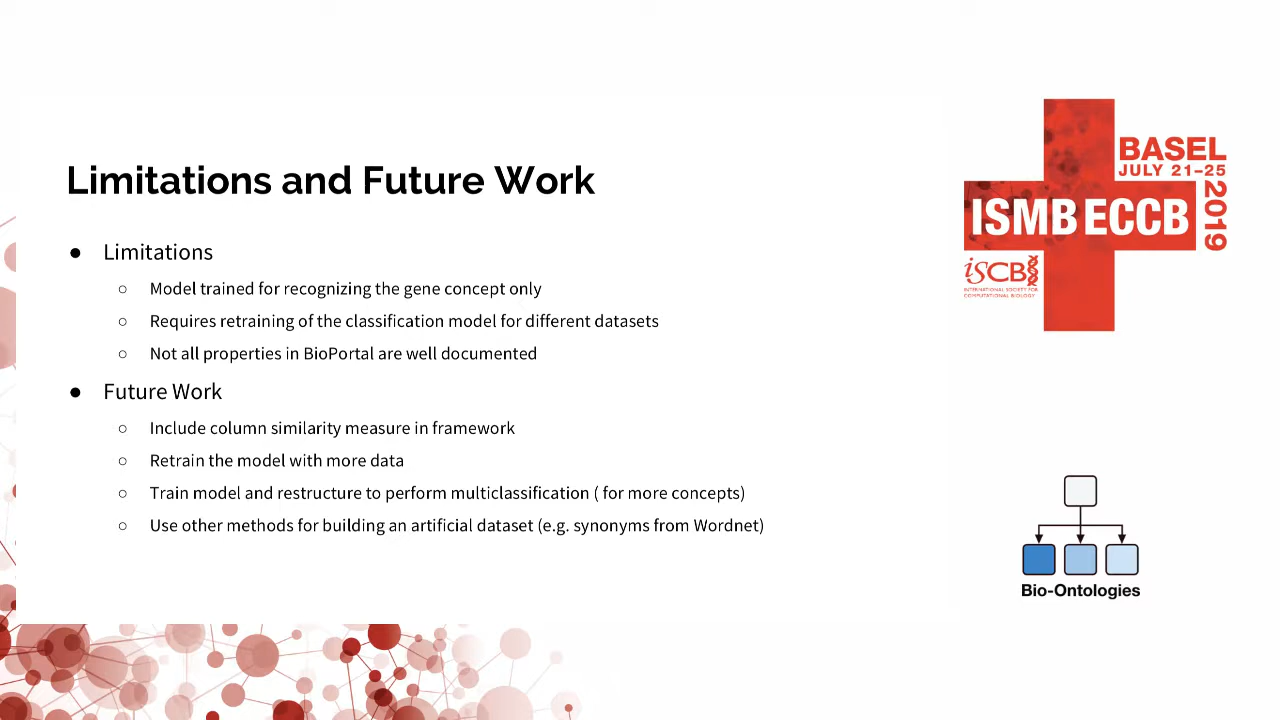 Limitations and Future Work
● Limitations
○ Model trained for recognizing the gene concept only
○ Requires retraining of the classification model for different datasets
○ Not all properties in BioPortal are well documented
● Future Work
○ Include column similarity measure in framework
○ Retrain the model with more data
○ Train model and restructure to perform multiclassification ( for more concepts)
○ Use other methods for building an artificial dataset (e.g. synonyms from Wordnet)
BASEL
JULY 21–25
2019
ISMB ECCB
iSCB
INTERNATIONAL SOCIETY FOR
COMPUTATIONAL BIOLOGY
Bio-Ontologies